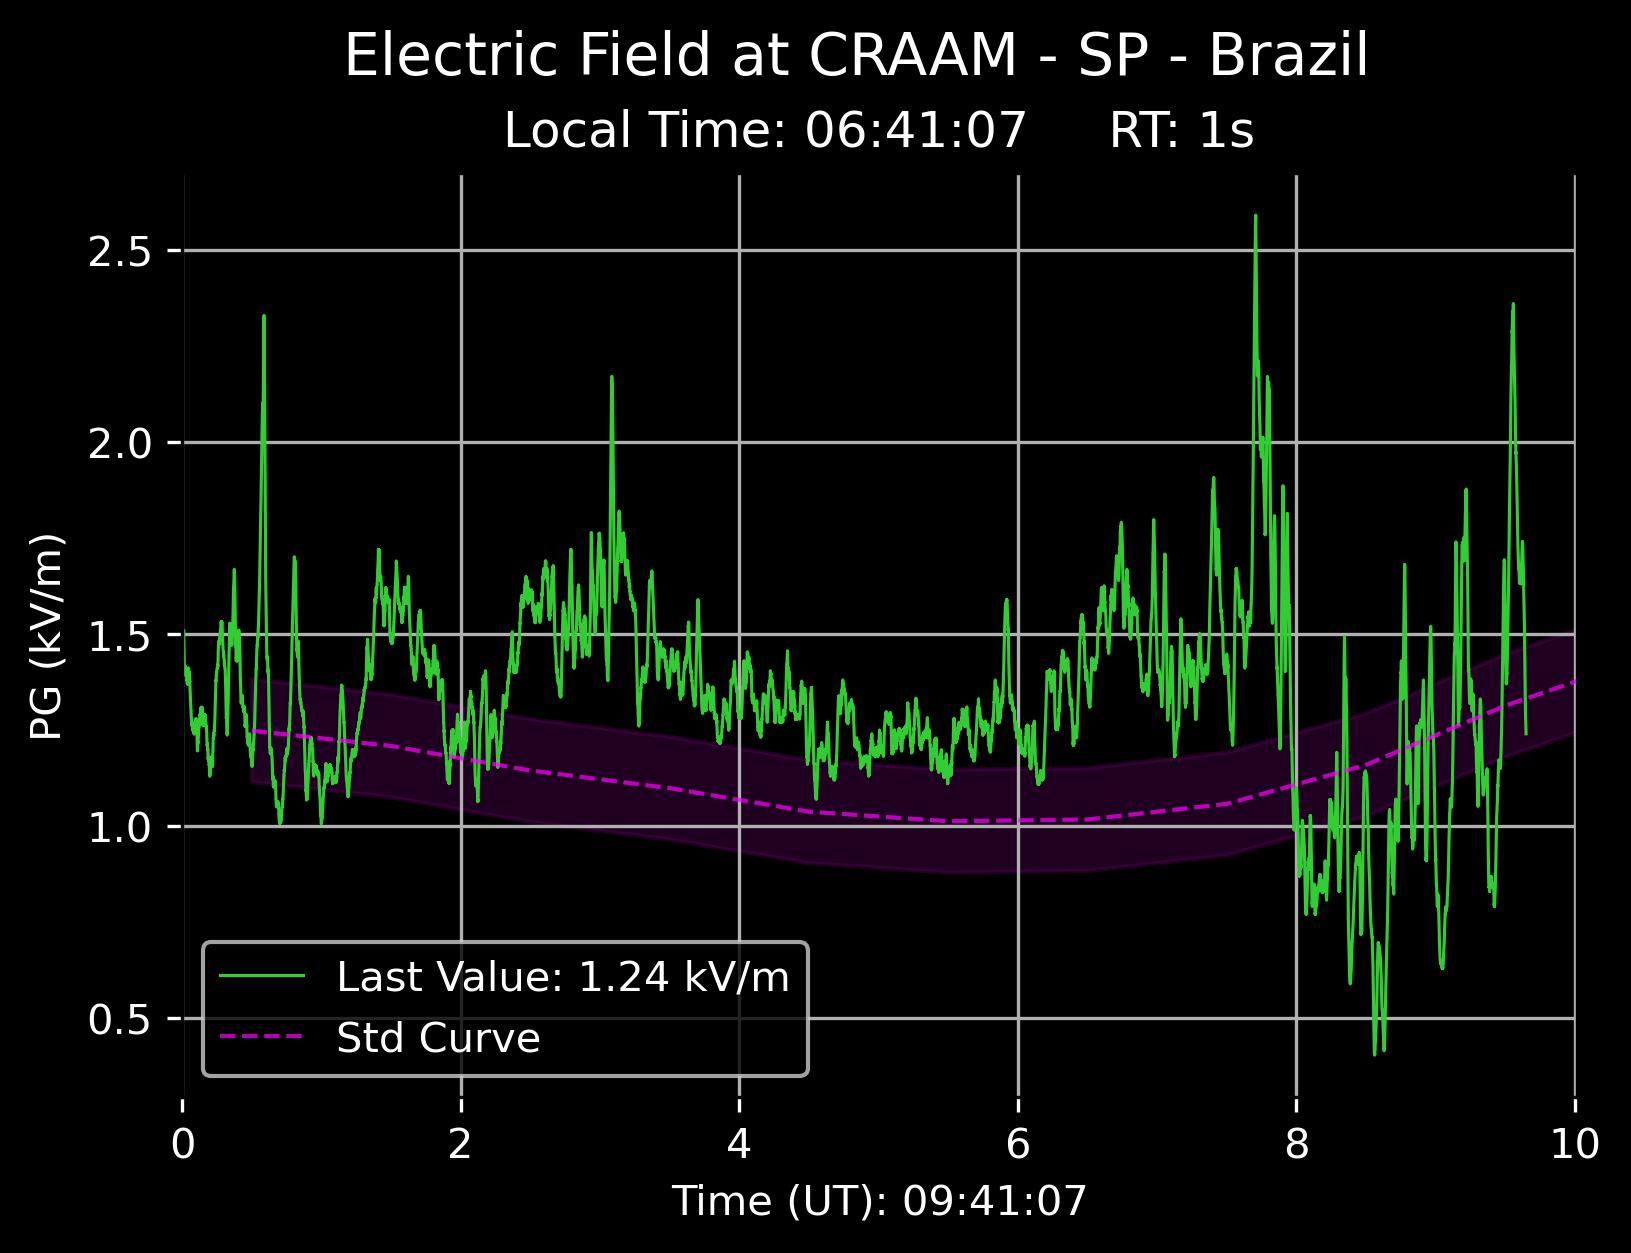 Electric Field at CRAAM - SP - Brazil
Local Time: 06:41:07 RT: 1s
PG (kV/m)
2.5
2.0
1.5
1.0
0.5
Last Value: 1.24 kV/m
Std Curve
0 2 4 6 8 10
Time (UT): 09:41:07